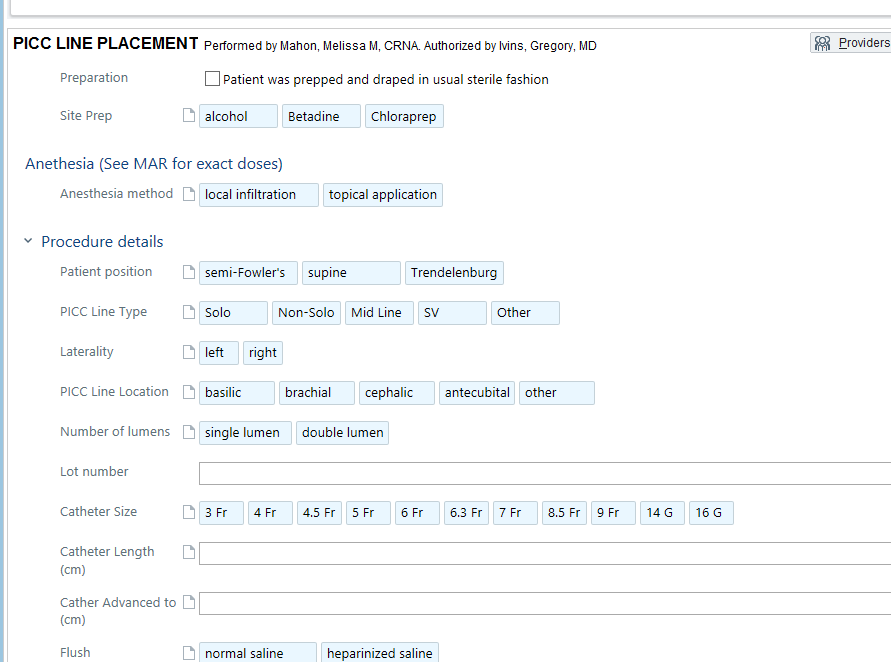 PICC LINE PLACEMENT Performed by Mahon, Melissa M, CRNA. Authorized by Ivins, Gregory, MD Providers
Preparation Patient was prepped and draped in usual sterile fashion
Site Prep alcohol Betadine Chloraprep
Anethesia (See MAR for exact doses)
Anesthesia method local infiltration topical application
Procedure details
Patient position semi-Fowler's supine Trendelenburg
PICC Line Type Solo Non-Solo Mid Line SV Other
Laterality left right
PICC Line Location basilic brachial cephalic antecubital other
Number of lumens single lumen double lumen
Lot number
Catheter Size 3 Fr 4 Fr 4.5 Fr 5 Fr 6 Fr 6.3 Fr 7 Fr 8.5 Fr 9 Fr 14 G 16 G
Catheter Length
(cm)
Cather Advanced to
(cm)
Flush normal saline heparinized saline